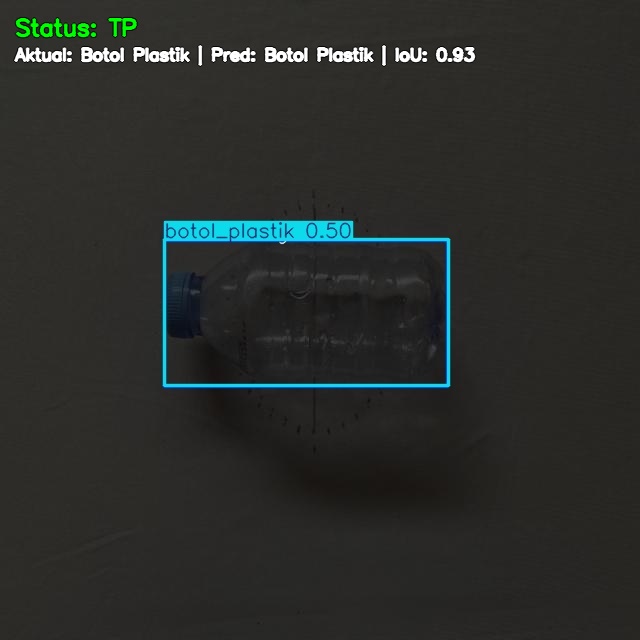 Status: TP
Aktual: Botol Plastik | Pred: Botol Plastik | IoU: 0.93
botol_plastik 0.50